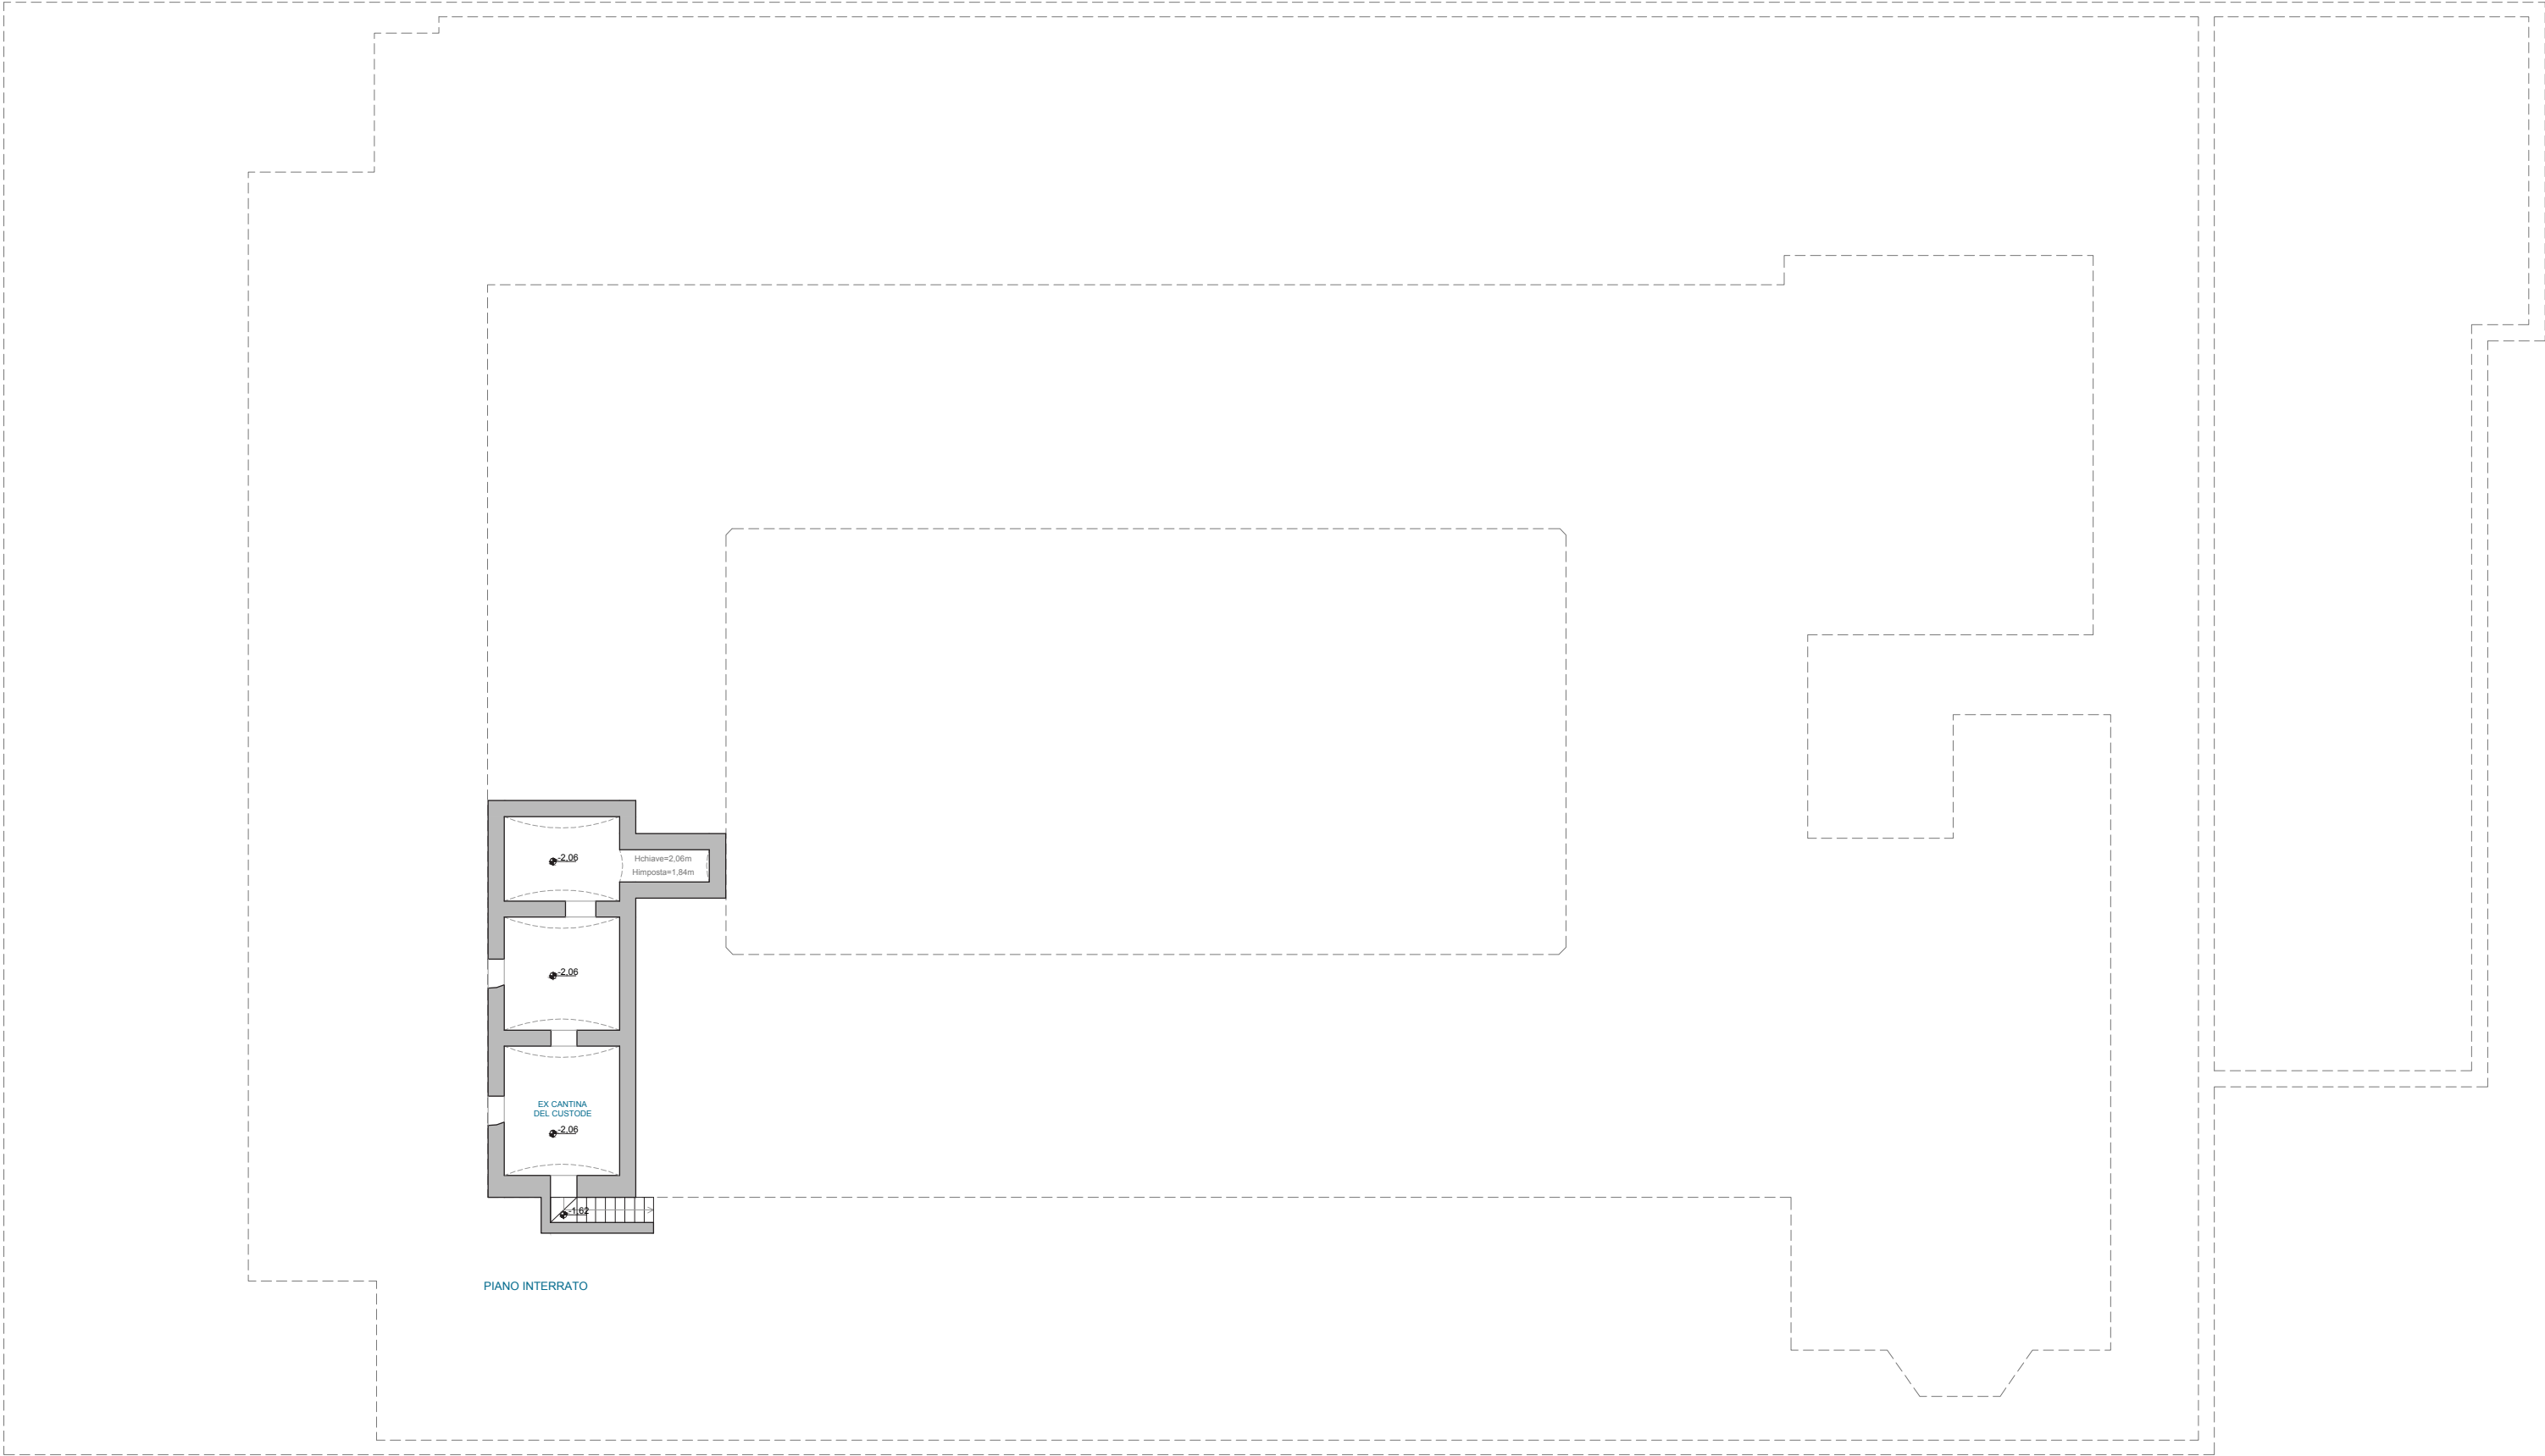 -2,06
Hchiave=2,06m
Himposta=1,84m
-2,06
EX CANTINA
DEL CUSTODE
-2,06
-1,62
PIANO INTERRATO